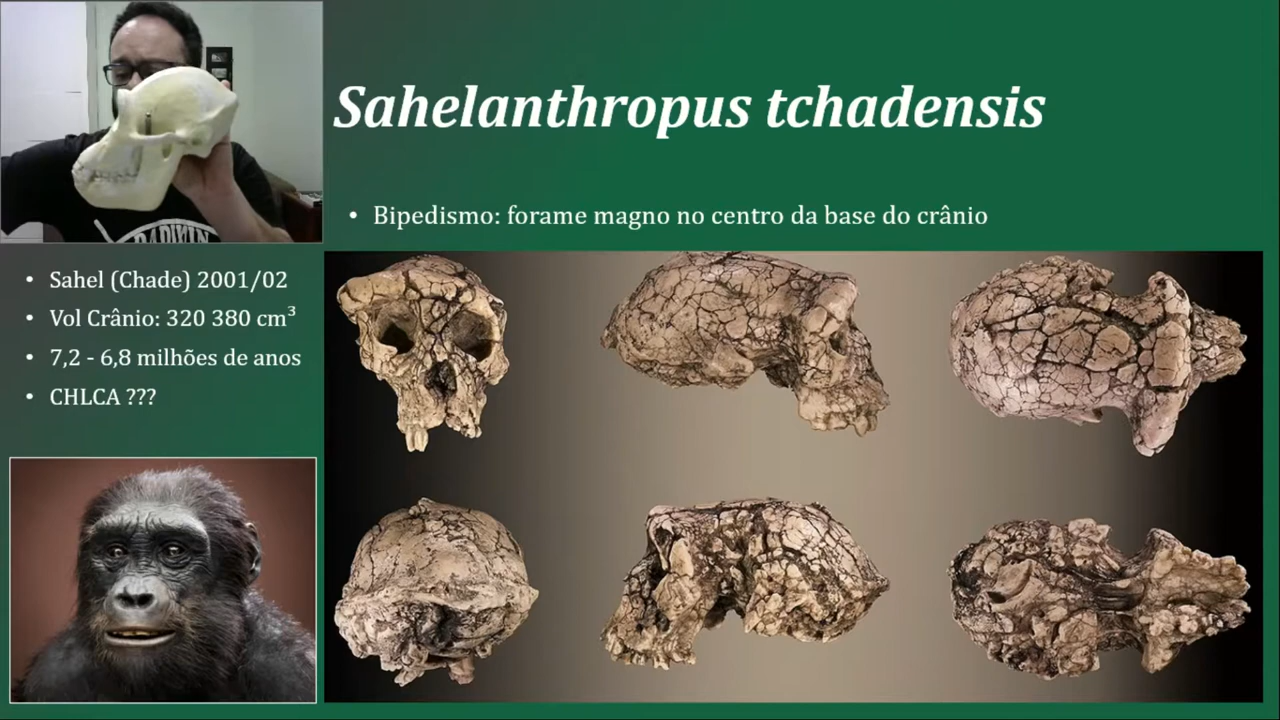 Sahelanthropus tchadensis
• Bipedismo: forame magno no centro da base do crânio
• Sahel (Chade) 2001/02
• Vol Crânio: 320 380 cm³
• 7,2 - 6,8 milhões de anos
• CHLCA ???